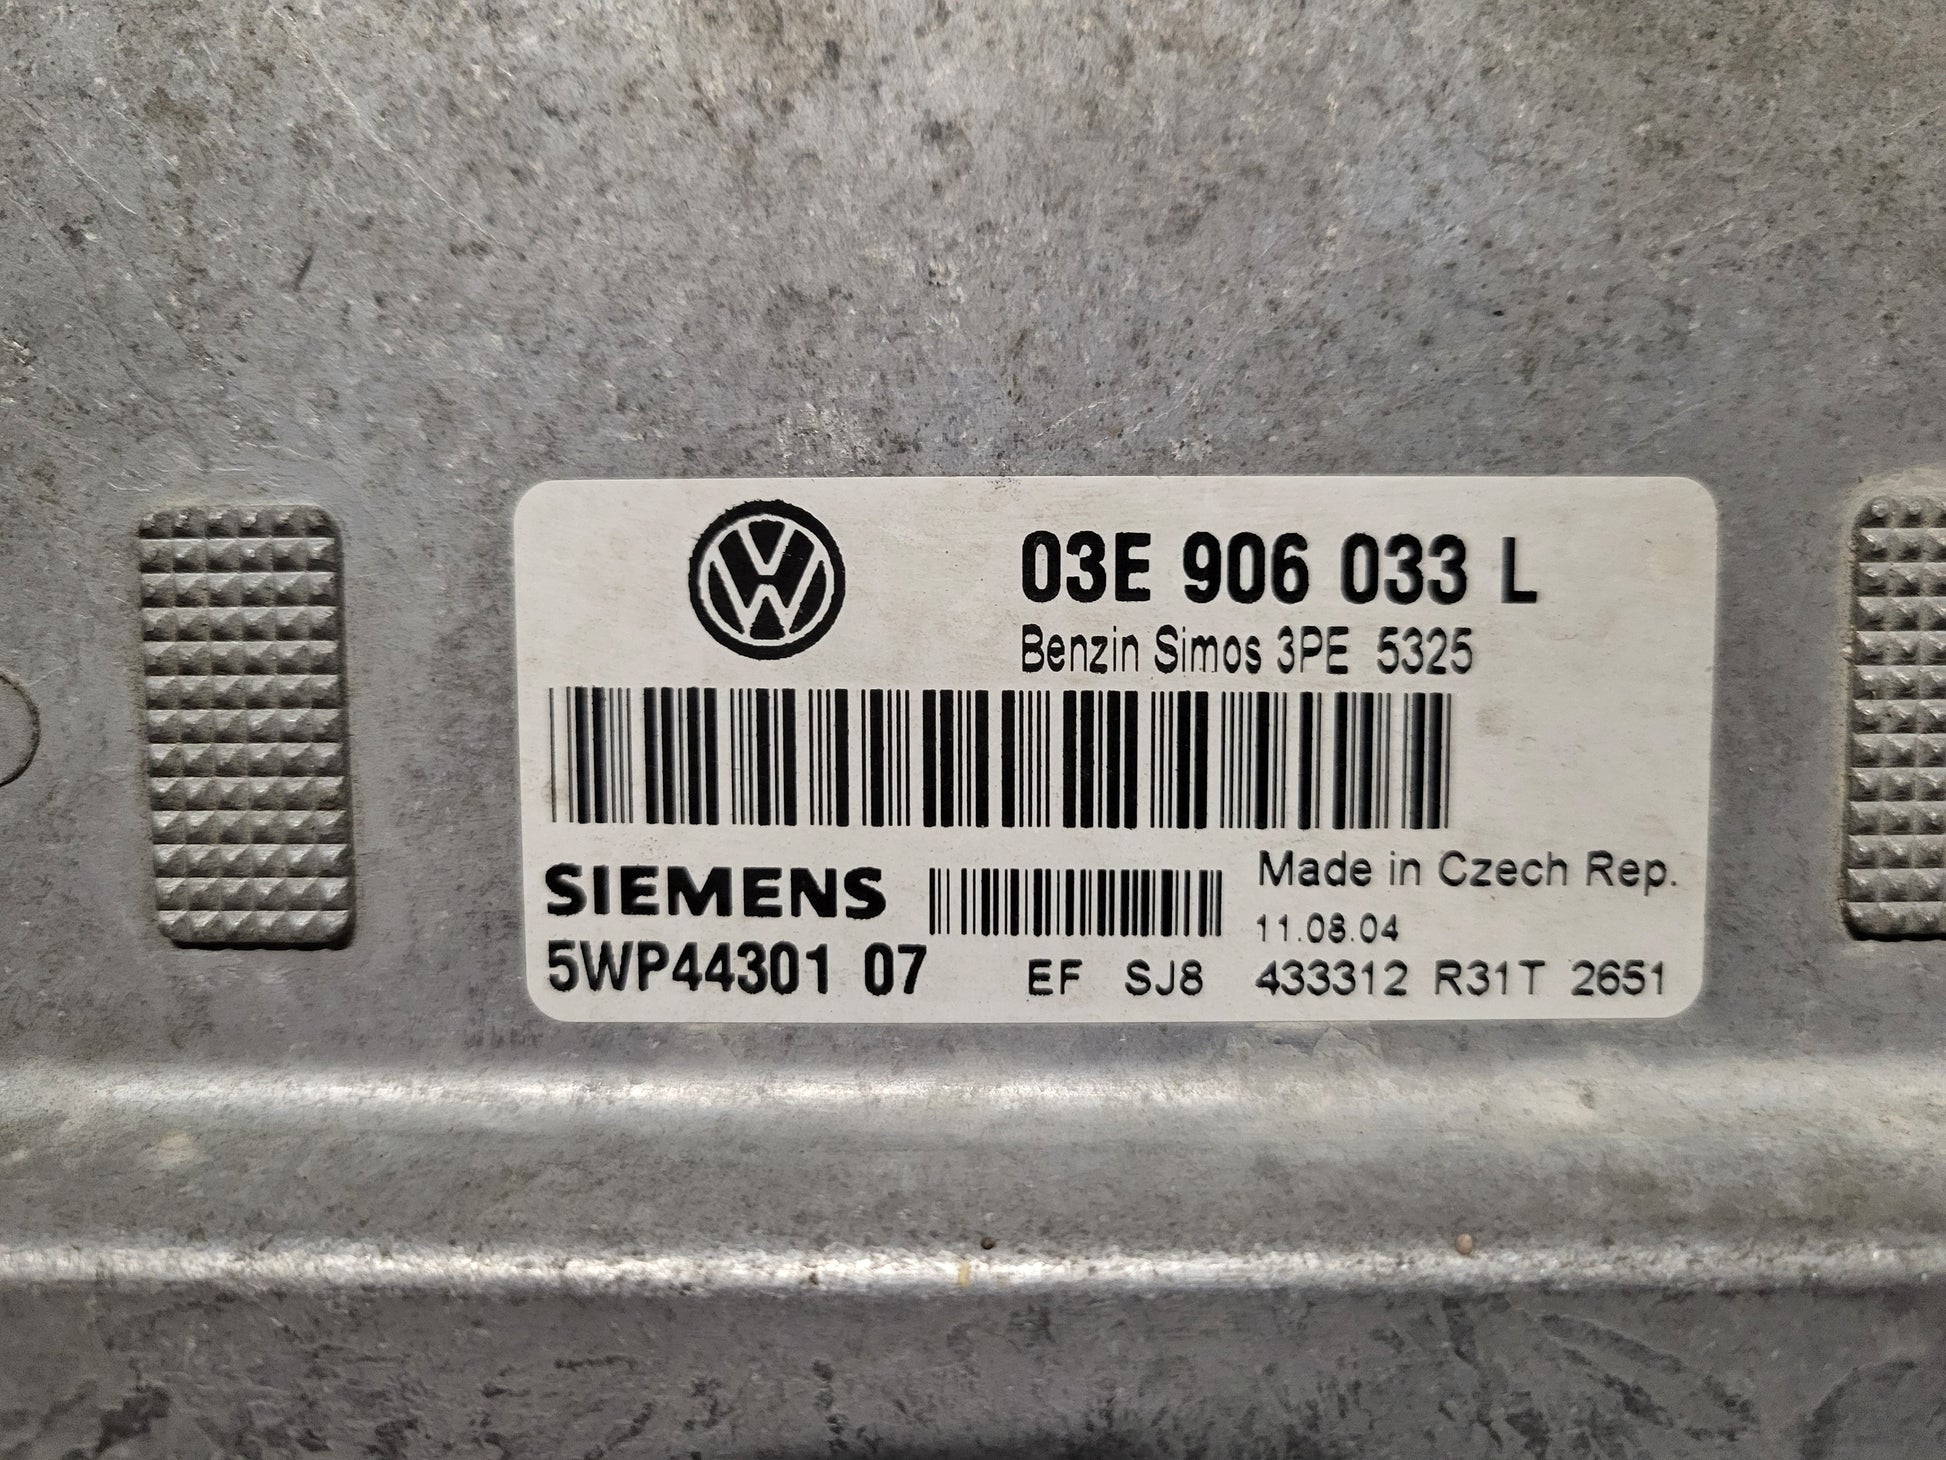 03E 906 033 L
Benzin Simos 3PE 5325
SIEMENS
Made in Czech Rep.
11.08.04
5WP44301 07
EF SJ8 433312 R31T 2651